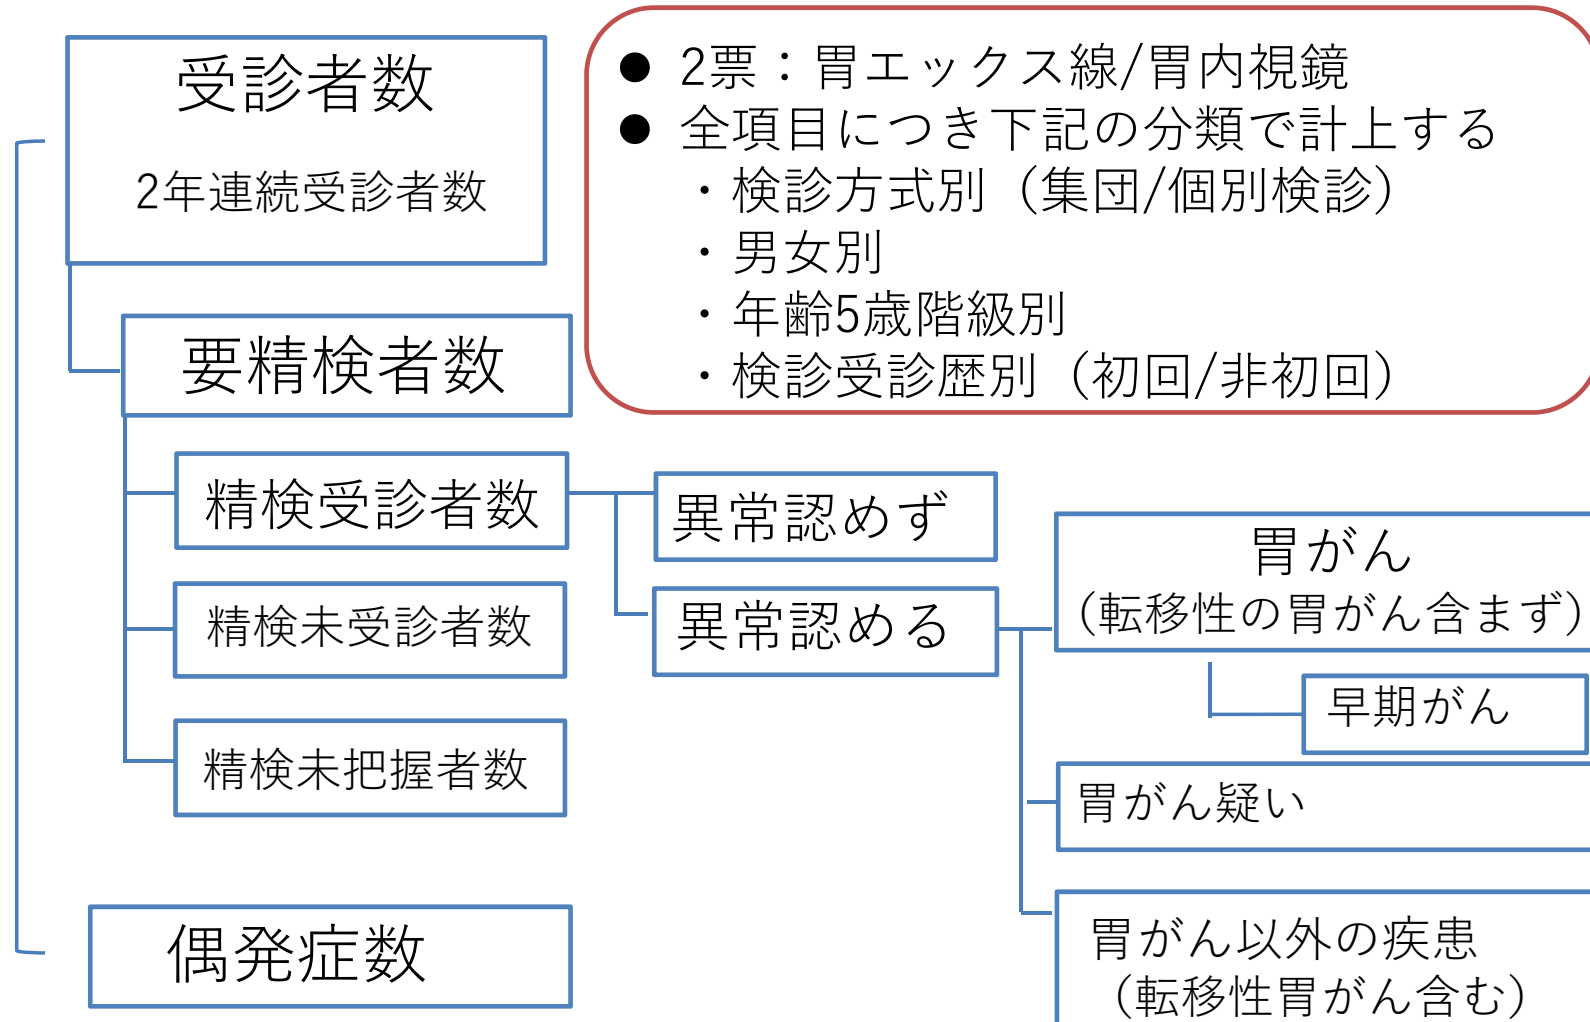 受診者数
2年連続受診者数
● 2票：胃エックス線/胃内視鏡
● 全項目につき下記の分類で計上する
・検診方式別（集団/個別検診）
・男女別
・年齢5歳階級別
・検診受診歴別（初回/非初回）
要精検者数
精検受診者数
異常認めず
胃がん
（転移性の胃がん含まず）
精検未受診者数
異常認める
早期がん
精検未把握者数
胃がん疑い
偶発症数
胃がん以外の疾患
（転移性胃がん含む）